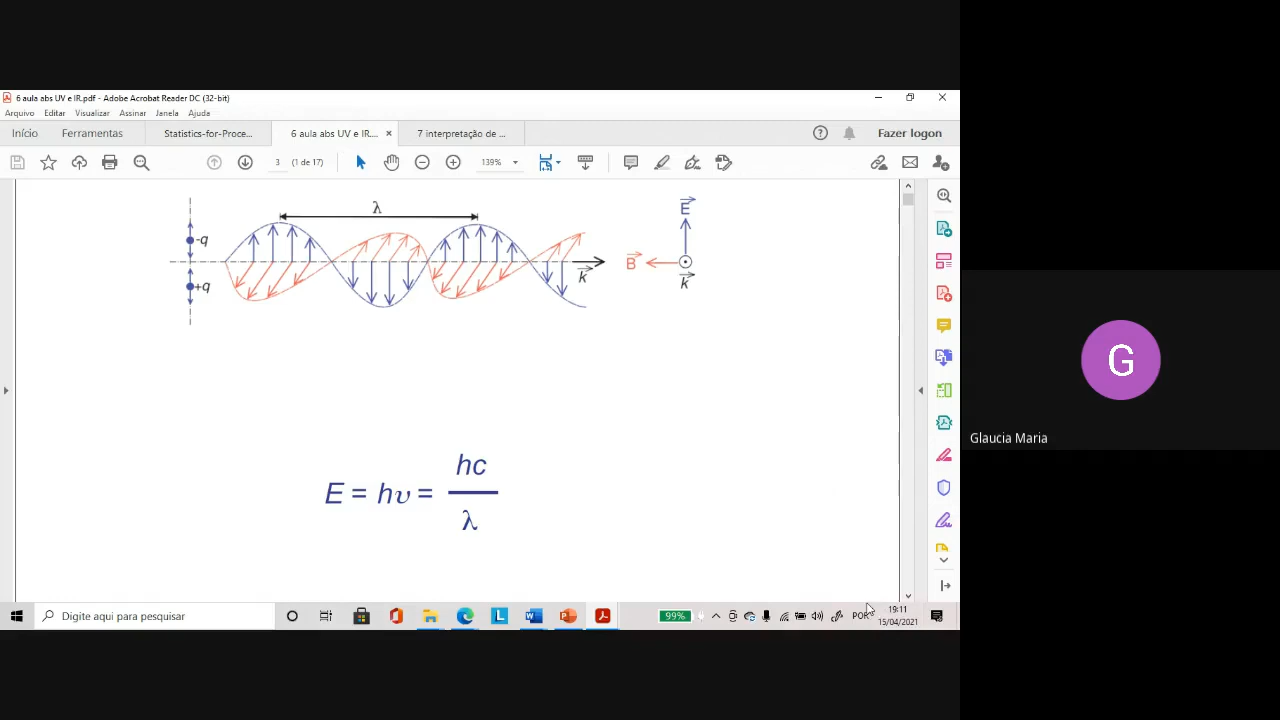 6 aula abs UV e IR.pdf - Adobe Acrobat Reader DC (32-bit)
Arquivo Editar Visualizar Assinar Janela Ajuda
Início Ferramentas Statistics-for-Proce... 6 aula abs UV e IR.... × 7 interpretação de ... Fazer logon
3 (1 de 17) 139%
λ
E
-q
B
k
+q
k
E = hυ = hc
λ
G
Glaucia Maria
Digite aqui para pesquisar
L
99%
POR
19:11
15/04/2021